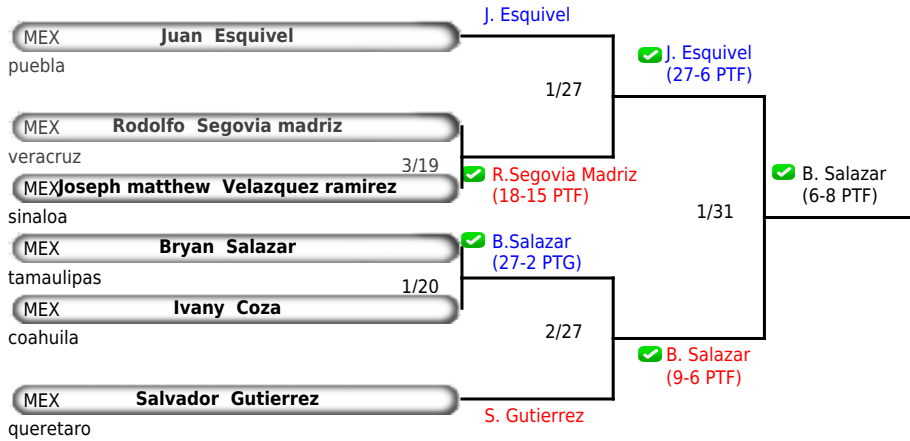 J. Esquivel
MEX Juan Esquivel
puebla
J. Esquivel
(27-6 PTF)
1/27
MEX Rodolfo Segovia madriz
veracruz
3/19
R.Segovia Madriz
(18-15 PTF)
MEX Joseph matthew Velazquez ramirez
sinaloa
B. Salazar
(6-8 PTF)
1/31
MEX Bryan Salazar
tamaulipas
B.Salazar
(27-2 PTG)
1/20
MEX Ivany Coza
coahuila
2/27
B. Salazar
(9-6 PTF)
MEX Salvador Gutierrez
queretaro
S. Gutierrez